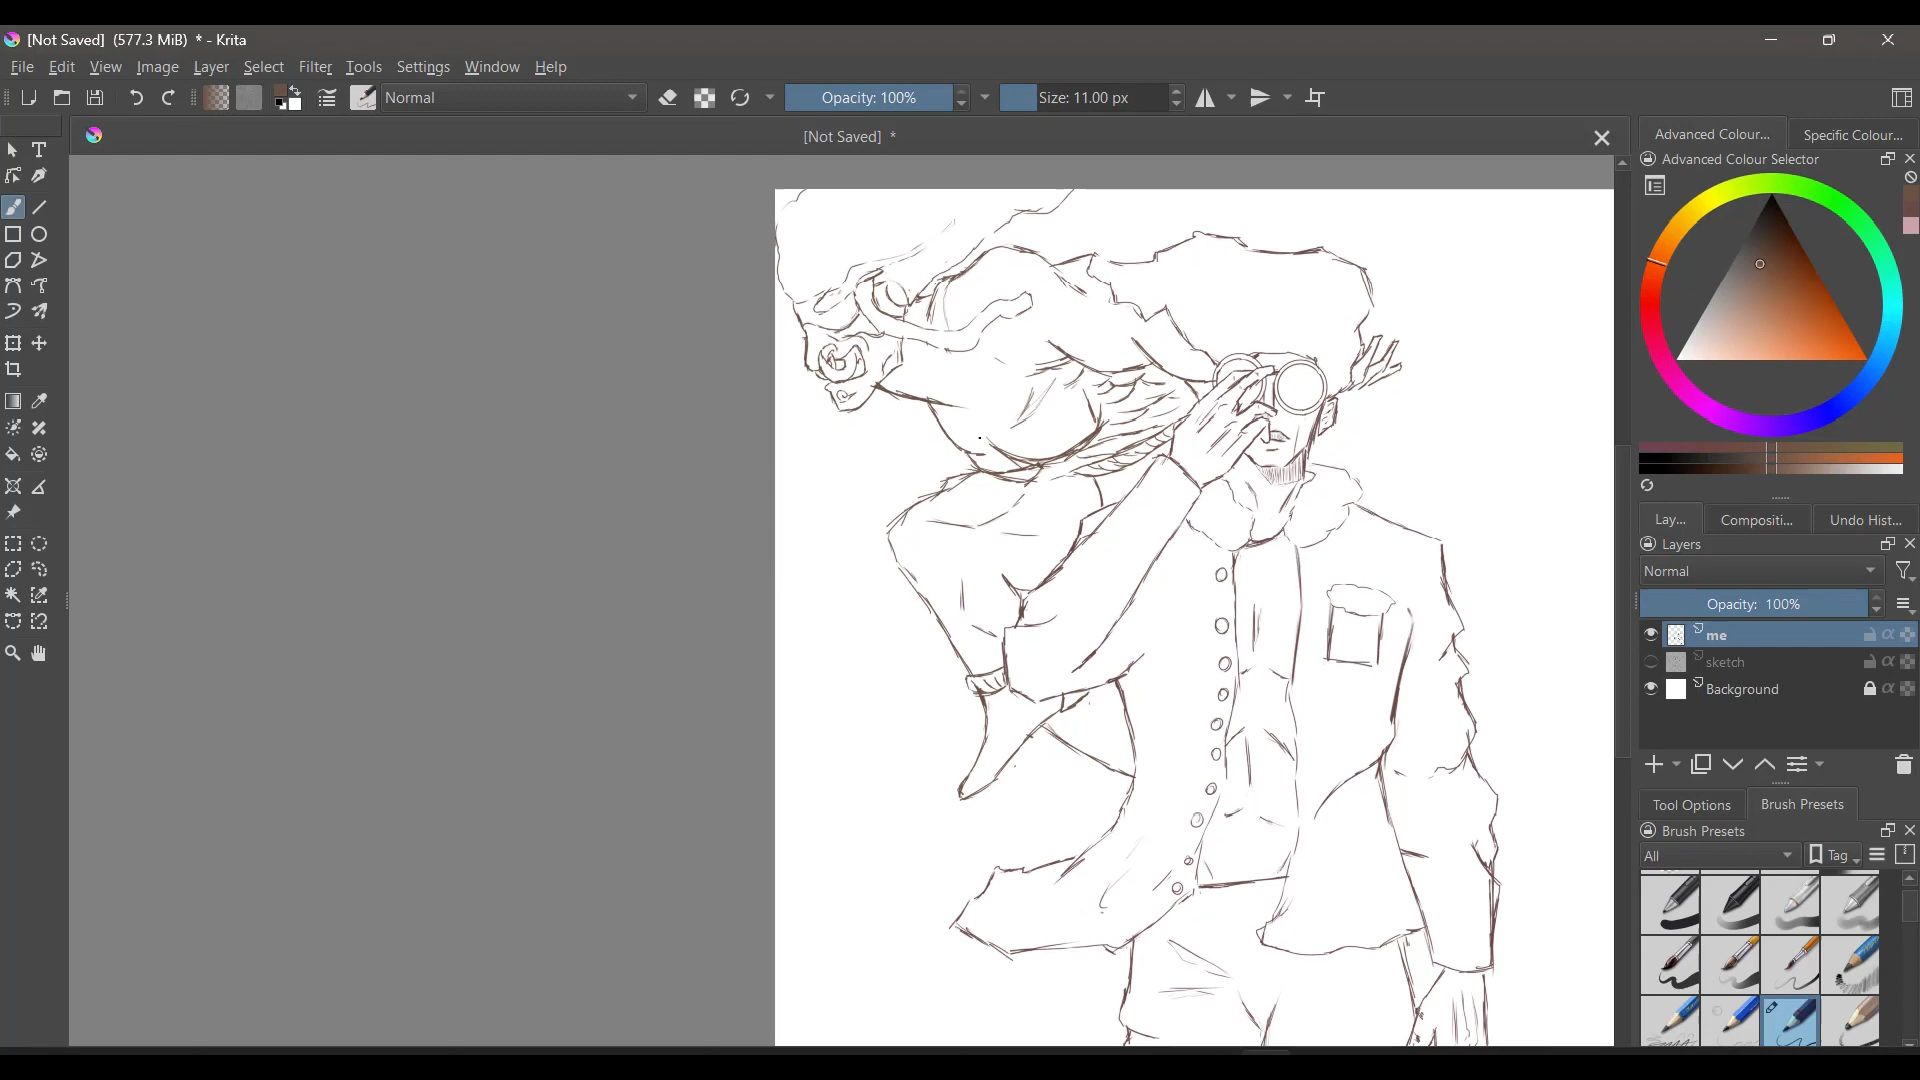 [Not Saved]  (577.3 MiB)  * - Krita
File Edit View Image Layer Select Filter Tools Settings Window Help
Normal
Opacity: 100%
Size: 11.00 px
[Not Saved]  *
Advanced Colour...
Specific Colour...
Advanced Colour Selector
Lay...
Compositi...
Undo Hist...
Layers
Normal
Opacity:  100%
me
sketch
Background
Tool Options
Brush Presets
Brush Presets
All
Tag